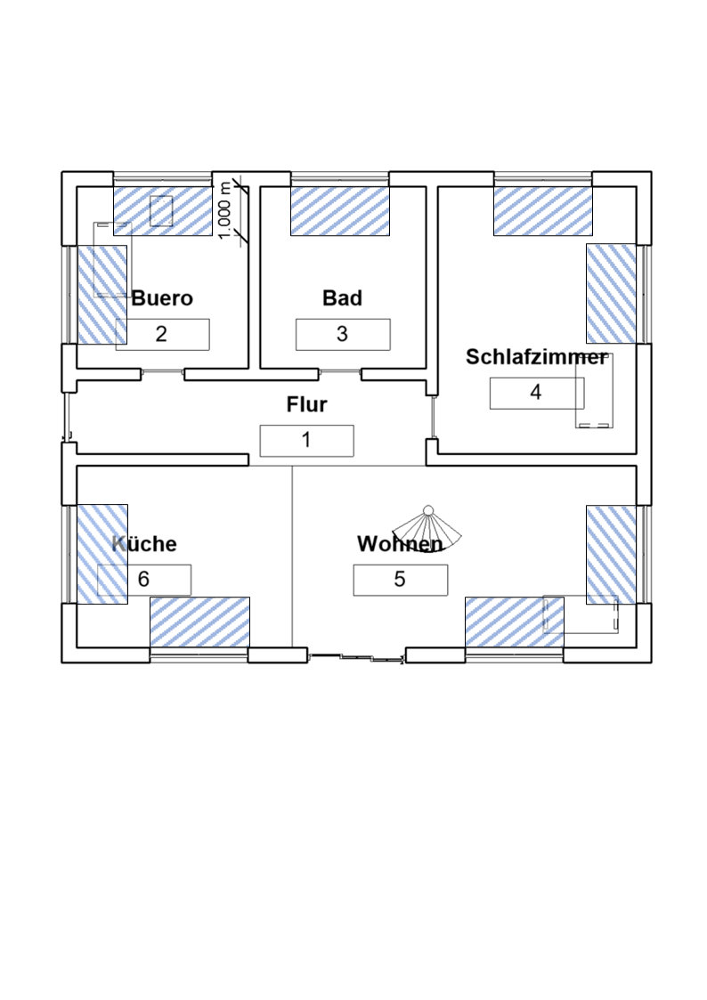 1.000 m
Buero
2
Bad
3
Schlafzimmer
4
Flur
1
Küche
6
Wohnen
5